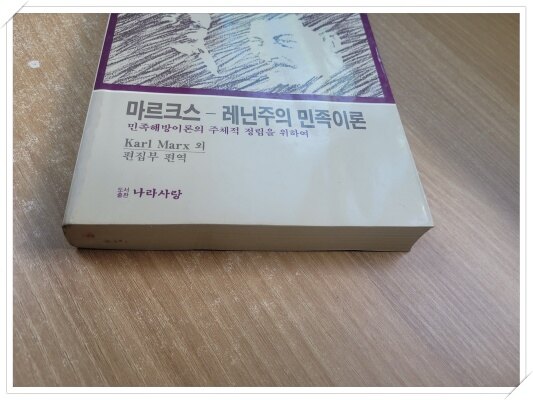 마르크스 – 레닌주의 민족이론
민족해방이론의 주체적 정립을 위하여
Karl Marx 외
편집부 편역
도서출판 나라사랑